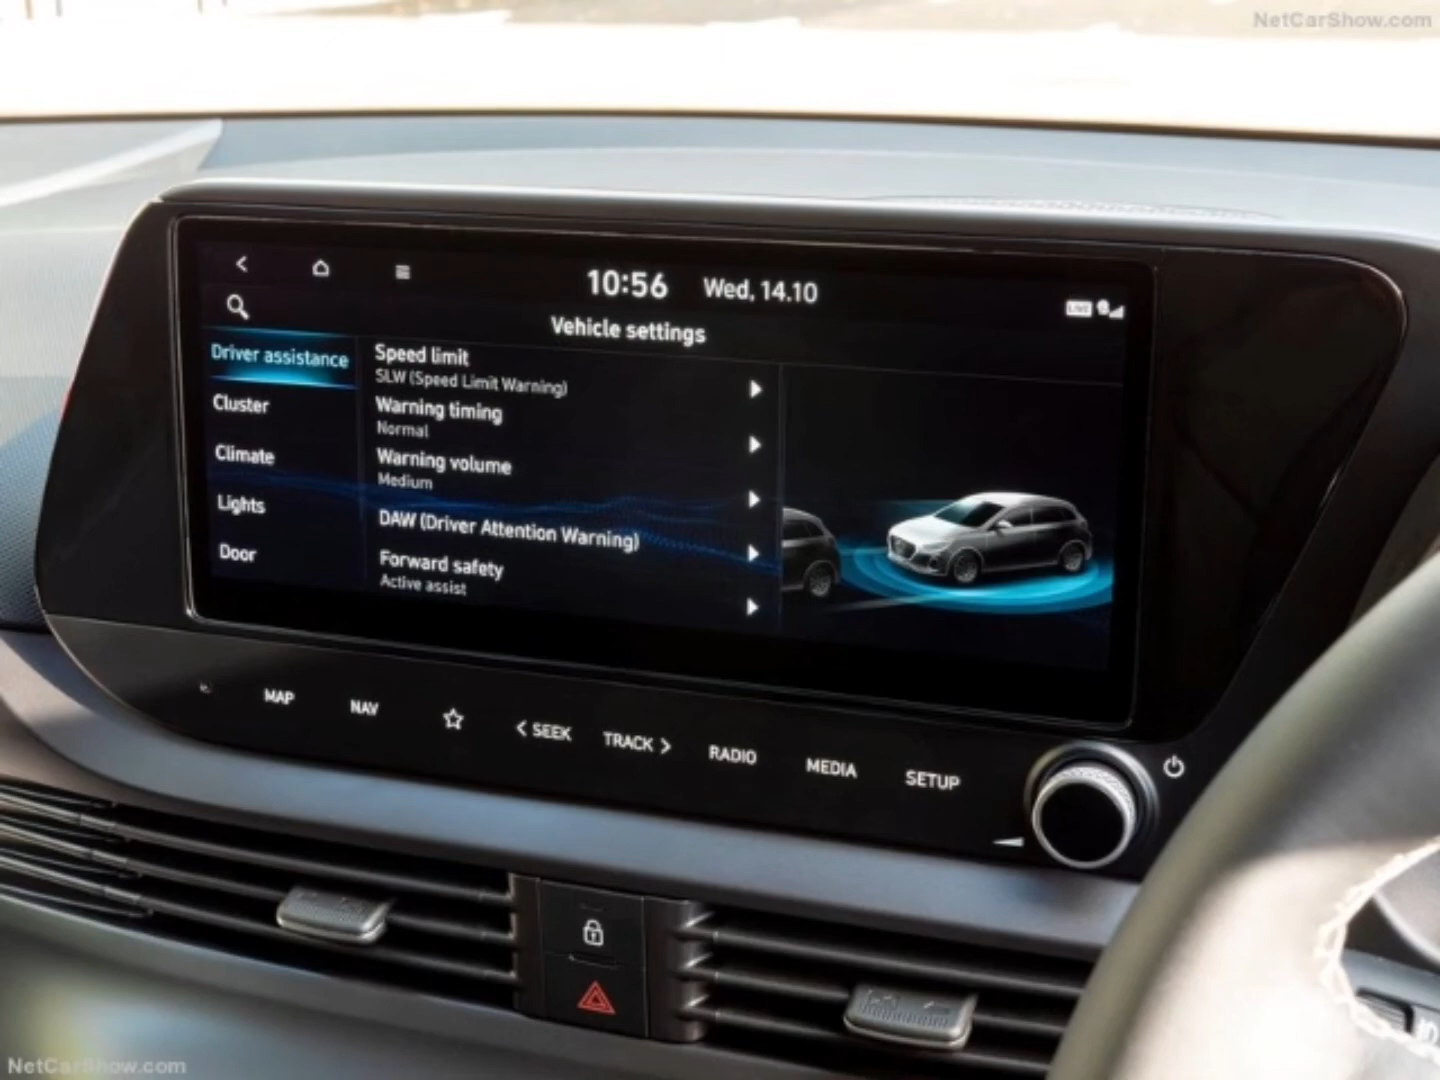 NetCarShow.com
10:56 Wed, 14.10
LIVE
Vehicle settings
Driver assistance
Cluster
Climate
Lights
Door
Speed limit
SLW (Speed Limit Warning)
Warning timing
Normal
Warning volume
Medium
DAW (Driver Attention Warning)
Forward safety
Active assist
MAP
NAV
< SEEK
TRACK >
RADIO
MEDIA
SETUP
NetCarShow.com